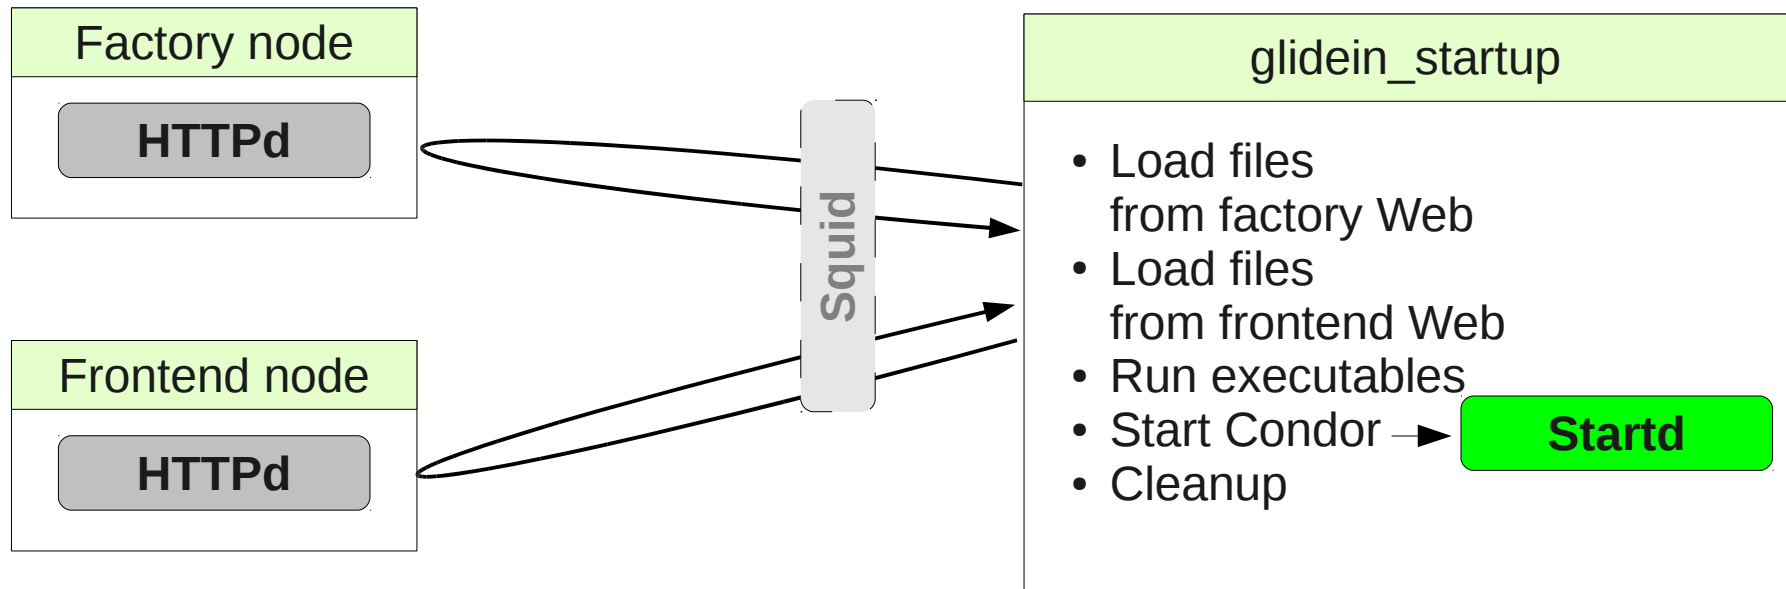 Factory node
HTTPd
Frontend node
HTTPd
Squid
glidein_startup
• Load files
from factory Web
• Load files
from frontend Web
• Run executables
• Start Condor
Startd
• Cleanup